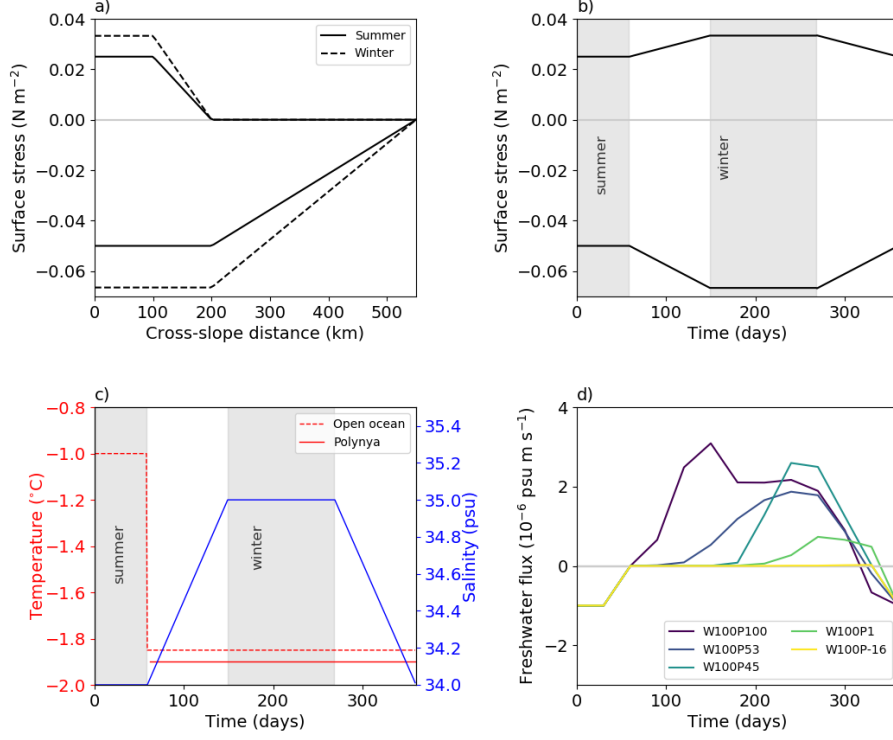 a)
0.04
0.02
0.00
−0.02
−0.04
−0.06
Surface stress (N m⁻²)
Summer
Winter
0 100 200 300 400 500
Cross-slope distance (km)
b)
0.04
0.02
0.00
−0.02
−0.04
−0.06
Surface stress (N m⁻²)
summer
winter
0 100 200 300
Time (days)
c)
−0.8
−1.0
−1.2
−1.4
−1.6
−1.8
−2.0
Temperature (°C)
Open ocean
Polynya
summer
winter
35.4
35.2
35.0
34.8
34.6
34.4
34.2
34.0
Salinity (psu)
0 100 200 300
Time (days)
d)
4
2
0
−2
Freshwater flux (10⁻⁶ psu m s⁻¹)
W100P100
W100P53
W100P45
W100P1
W100P-16
0 100 200 300
Time (days)